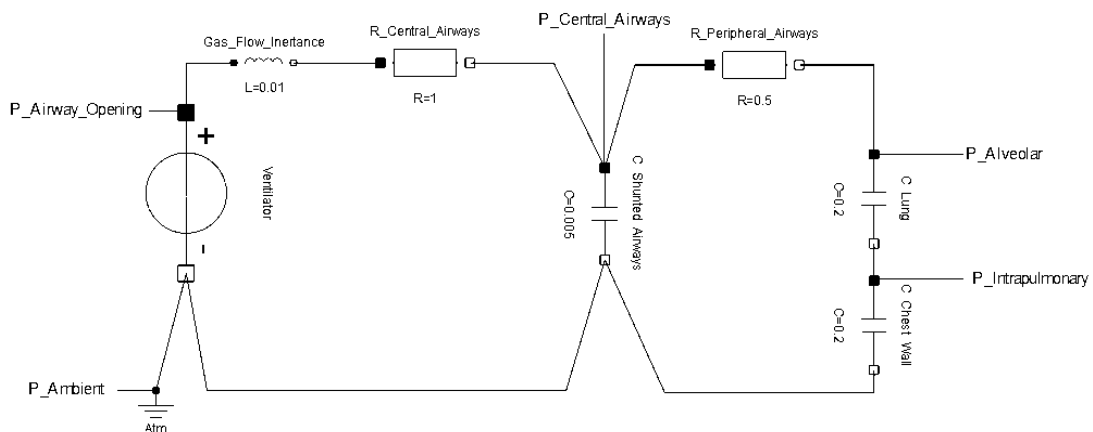 P_Central_Airways
Gas_Flow_Inertance
R_Central_Airways
R_Peripheral_Airways
L=0.01
R=1
R=0.5
P_Airway_Opening
+
Ventilator
-
C Shunted Airways
C=0.005
P_Alveolar
C Lung
C=0.2
P_Intrapulmonary
C Chest Wall
C=0.2
P_Ambient
Atm